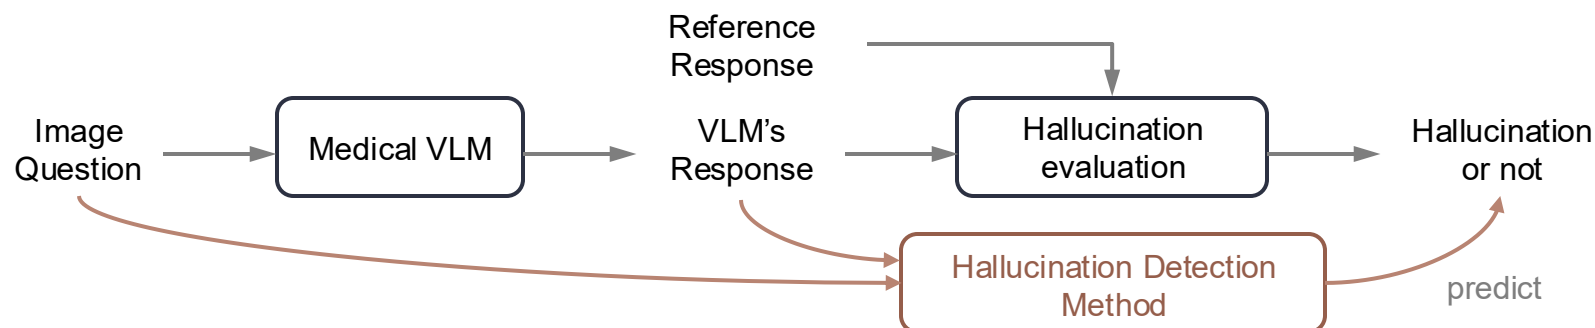 Reference
Response
Image
Question
Medical VLM
VLM's
Response
Hallucination
evaluation
Hallucination
or not
Hallucination Detection
Method
predict